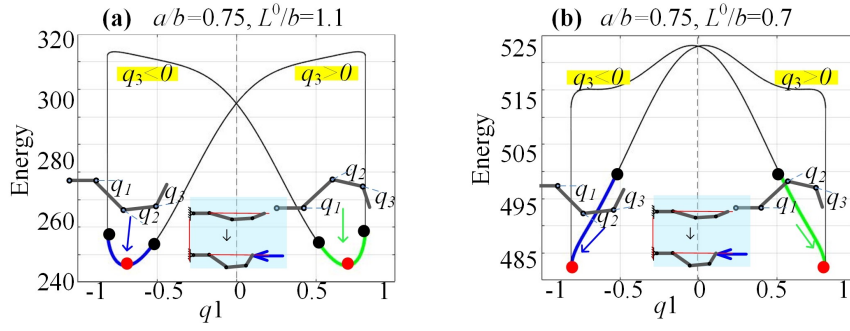 (a) a/b=0.75, L⁰/b=1.1
Energy
320
300
280
260
240
q₃<0
q₃>0
q₁
q₂
q₃
q₁
q₂
q₃
-1
-0.5
0
0.5
1
q1
(b) a/b=0.75, L⁰/b=0.7
Energy
525
515
505
495
485
q₃<0
q₃>0
q₁
q₂
q₃
q₁
q₂
q₃
-1
-0.5
0
0.5
1
q1